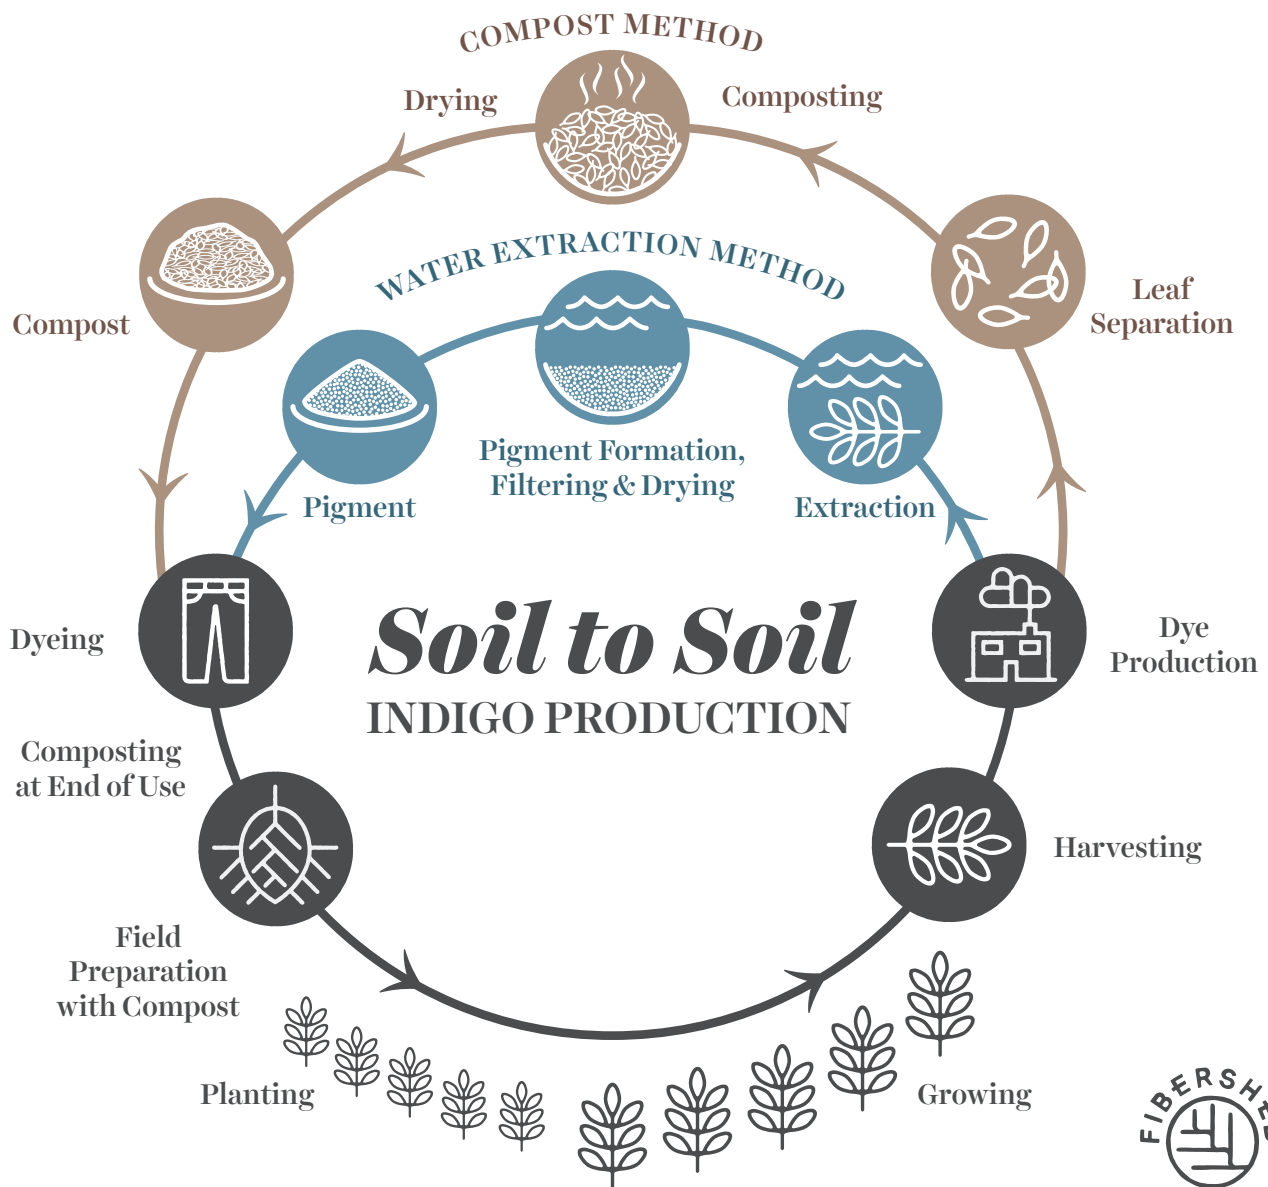 COMPOST METHOD
Drying
Composting
WATER EXTRACTION METHOD
Leaf
Separation
Compost
Pigment Formation,
Filtering & Drying
Pigment
Extraction
Soil to Soil
INDIGO PRODUCTION
Dyeing
Dye
Production
Composting
at End of Use
Harvesting
Field
Preparation
with Compost
Planting
Growing
FIBERSHED